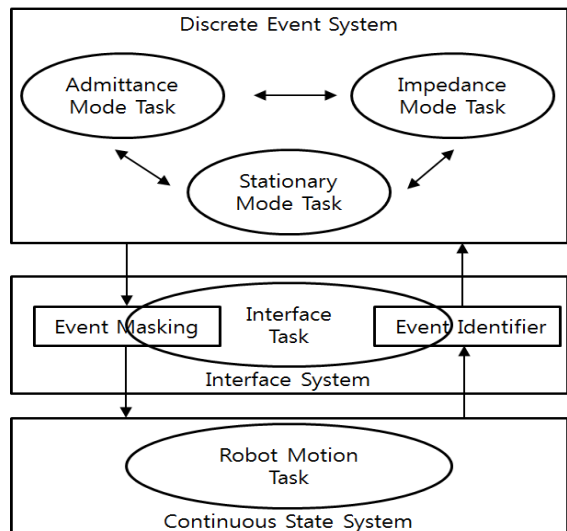 Discrete Event System
Admittance
Mode Task
Impedance
Mode Task
Stationary
Mode Task
Event Masking
Interface
Task
Event Identifier
Interface System
Robot Motion
Task
Continuous State System